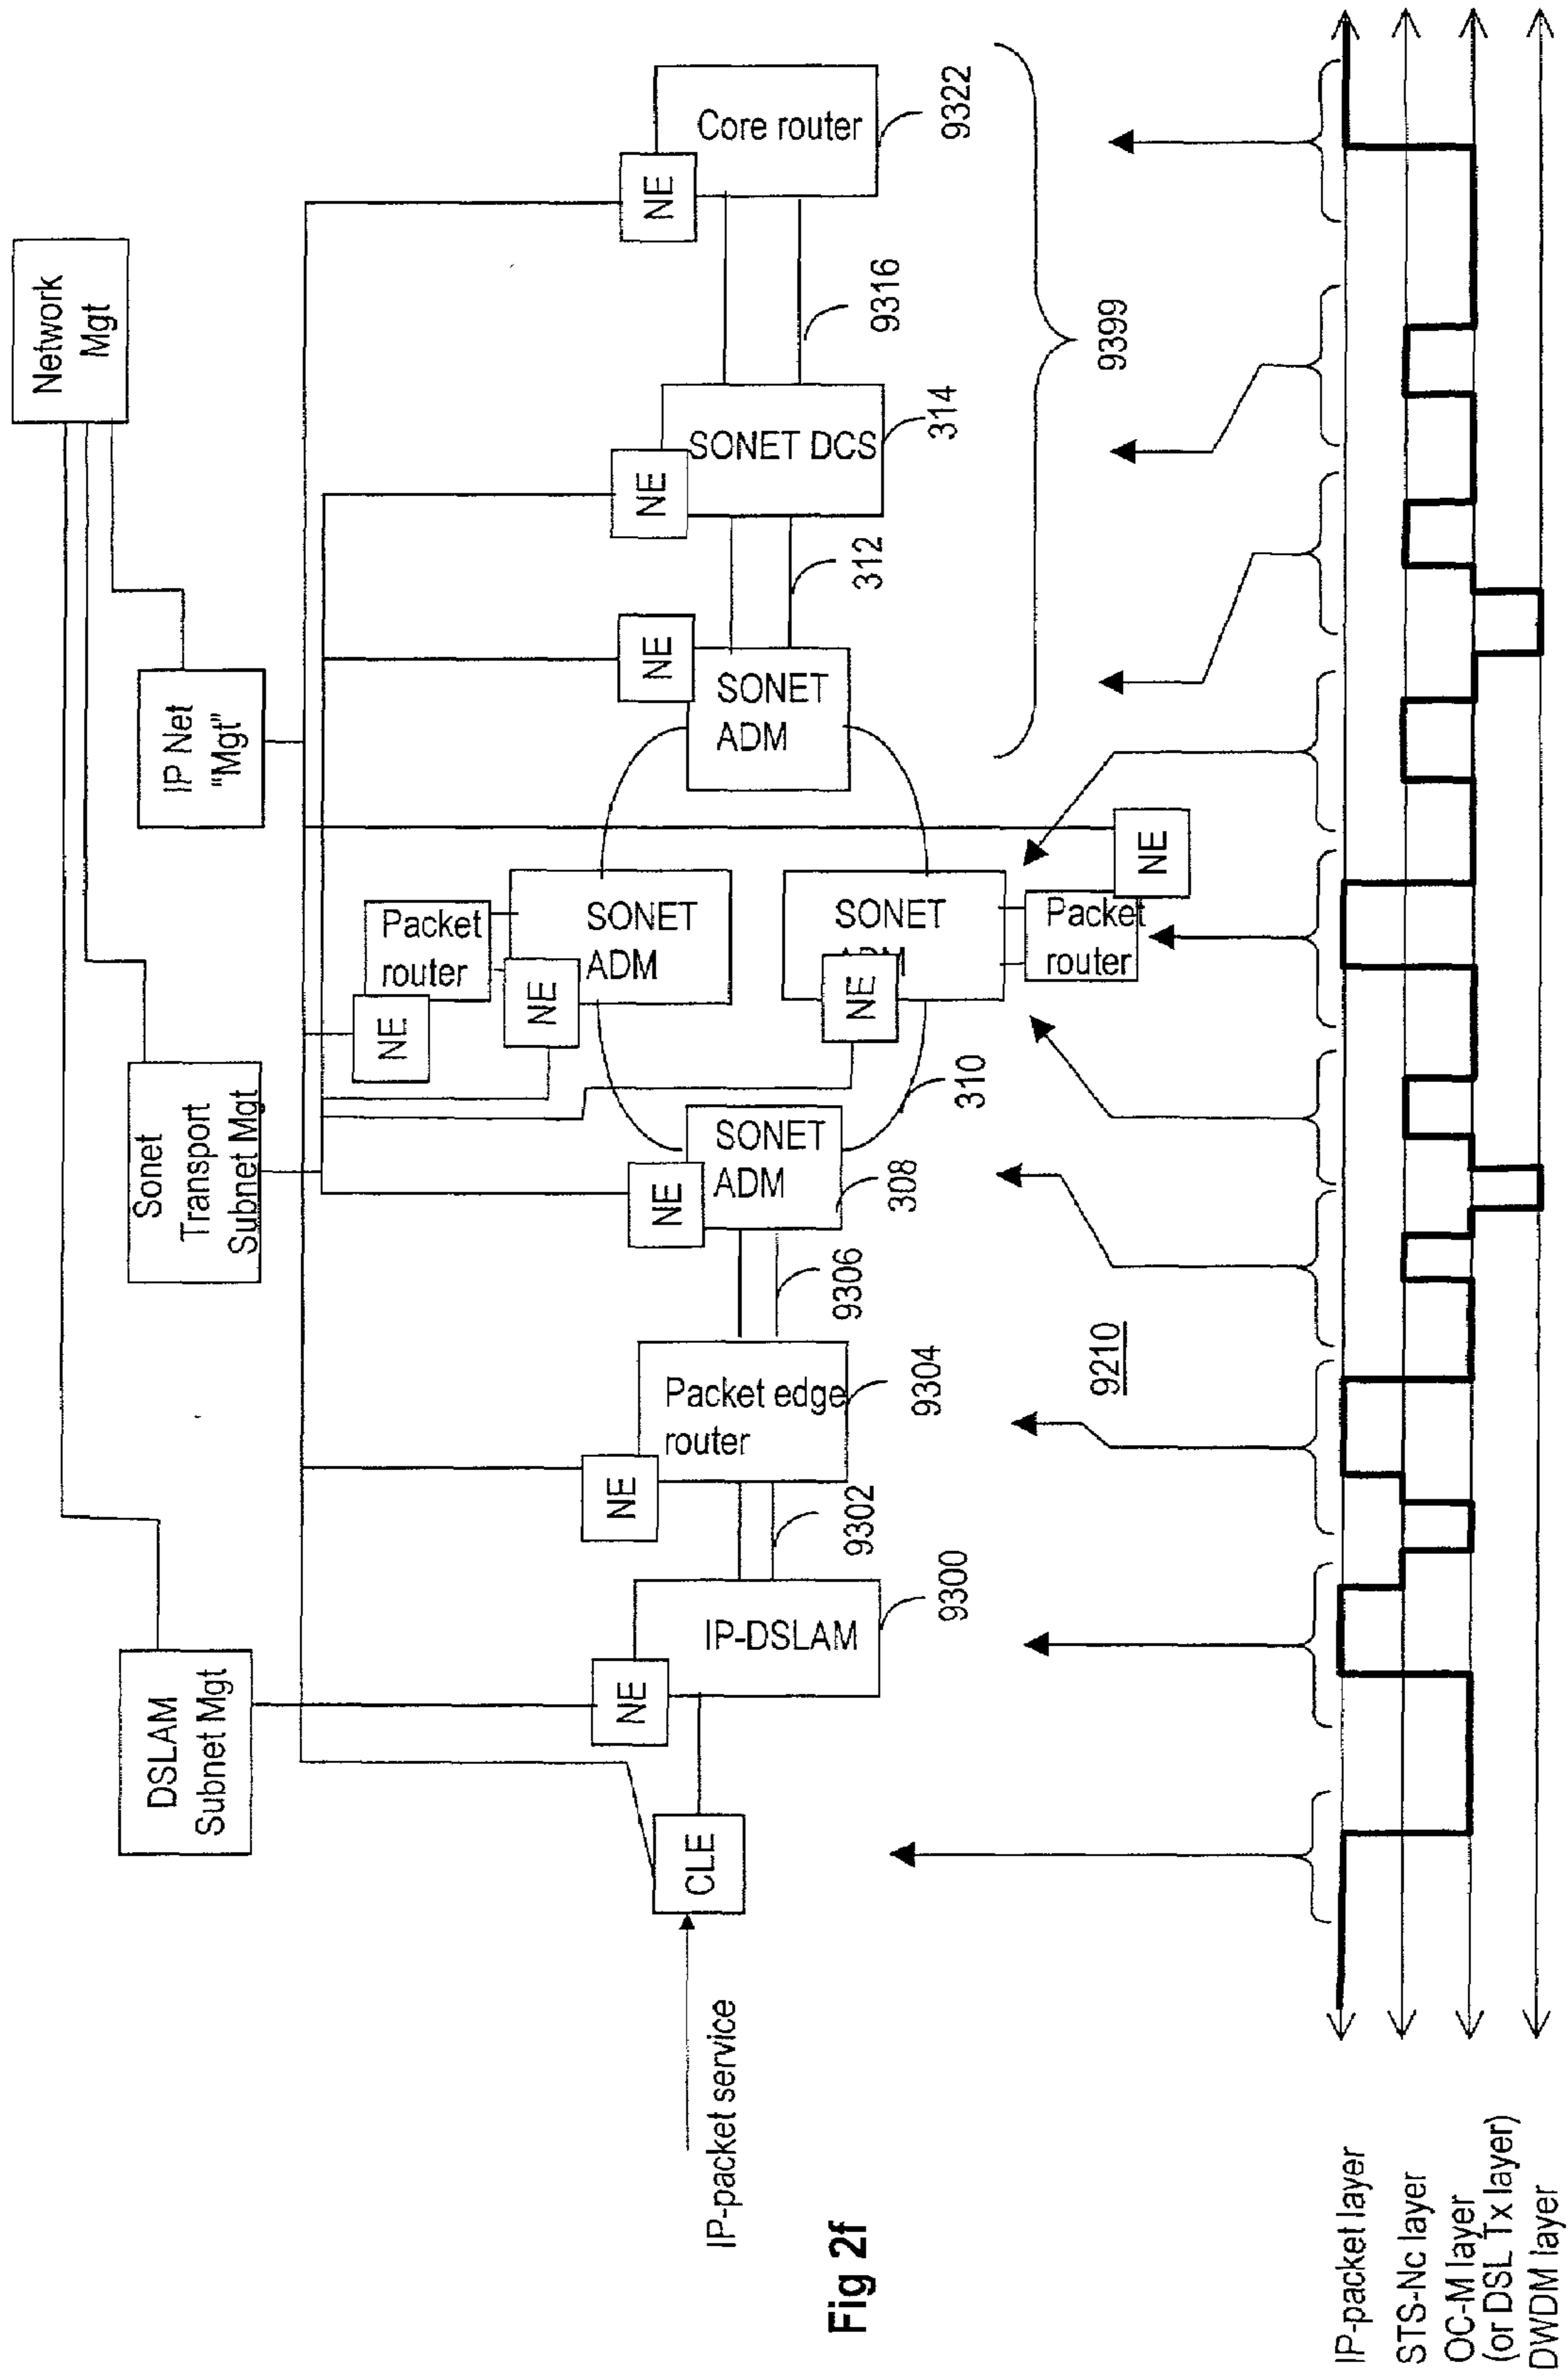 Network
Mgt
IP Net
"Mgt"
Sonet
Transport
Subnet Mgt
DSLAM
Subnet Mgt
IP-packet service
CLE
NE
IP-DSLAM
9300
9302
NE
Packet edge
router
9304
9306
NE
SONET
ADM
308
310
NE
Packet
router
NE
SONET
ADM
SONET
ADM
NE
Packet
router
NE
NE
SONET
ADM
312
NE
SONET DCS
314
9316
NE
Core router
9322
9399
9210
IP-packet layer
STS-Nc layer
OC-M layer
(or DSL Tx layer)
DWDM layer
Fig 2f